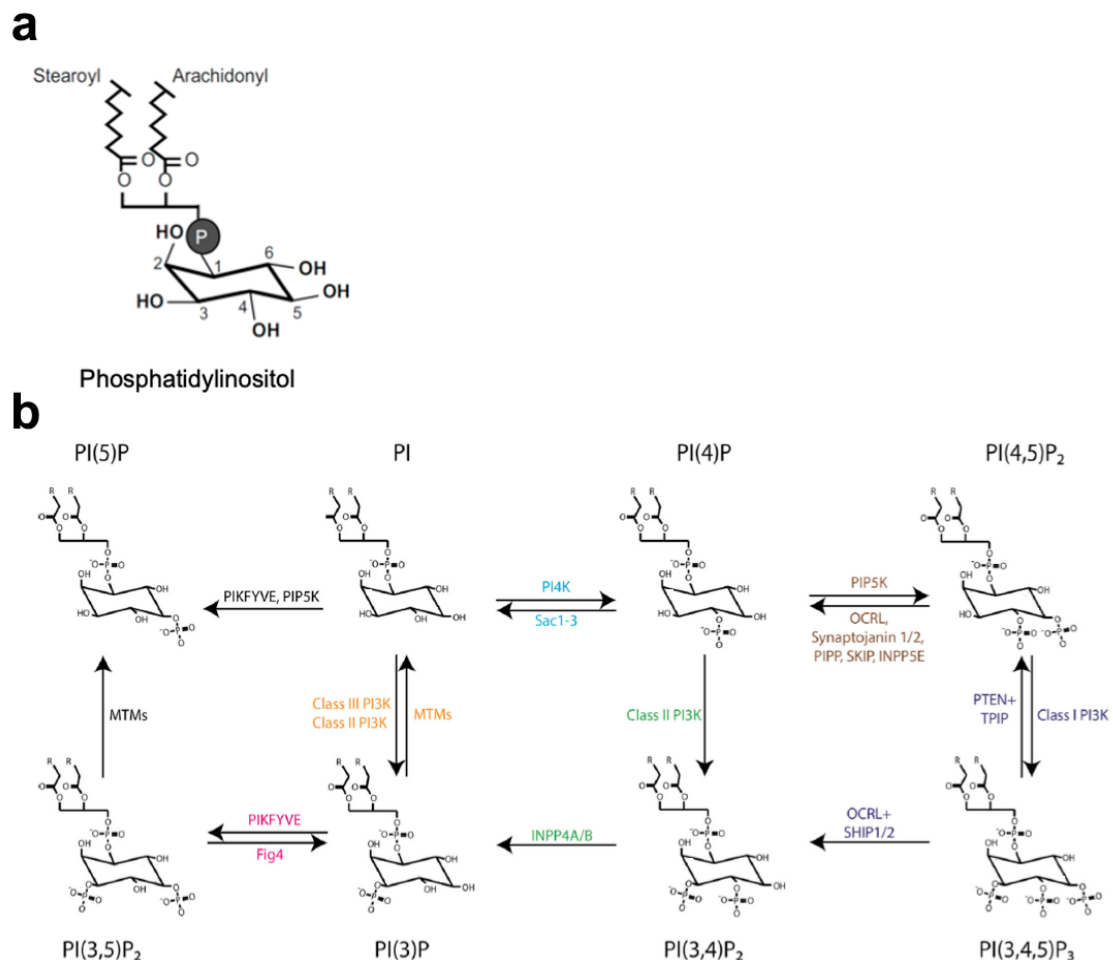 a
Stearoyl
Arachidonyl
O
O
O
O
HO
P
2
1
6
OH
HO
3
4
5
OH
OH
Phosphatidylinositol
b
PI(5)P
PI
PI(4)P
PI(4,5)P₂
PIKFYVE, PIP5K
PI4K
Sac1-3
PIP5K
OCRL,
Synaptojanin 1/2,
PIPP, SKIP, INPP5E
MTMs
Class III PI3K
Class II PI3K
MTMs
Class II PI3K
PTEN+
TPIP
Class I PI3K
PIKFYVE
Fig4
INPP4A/B
OCRL+
SHIP1/2
PI(3,5)P₂
PI(3)P
PI(3,4)P₂
PI(3,4,5)P₃